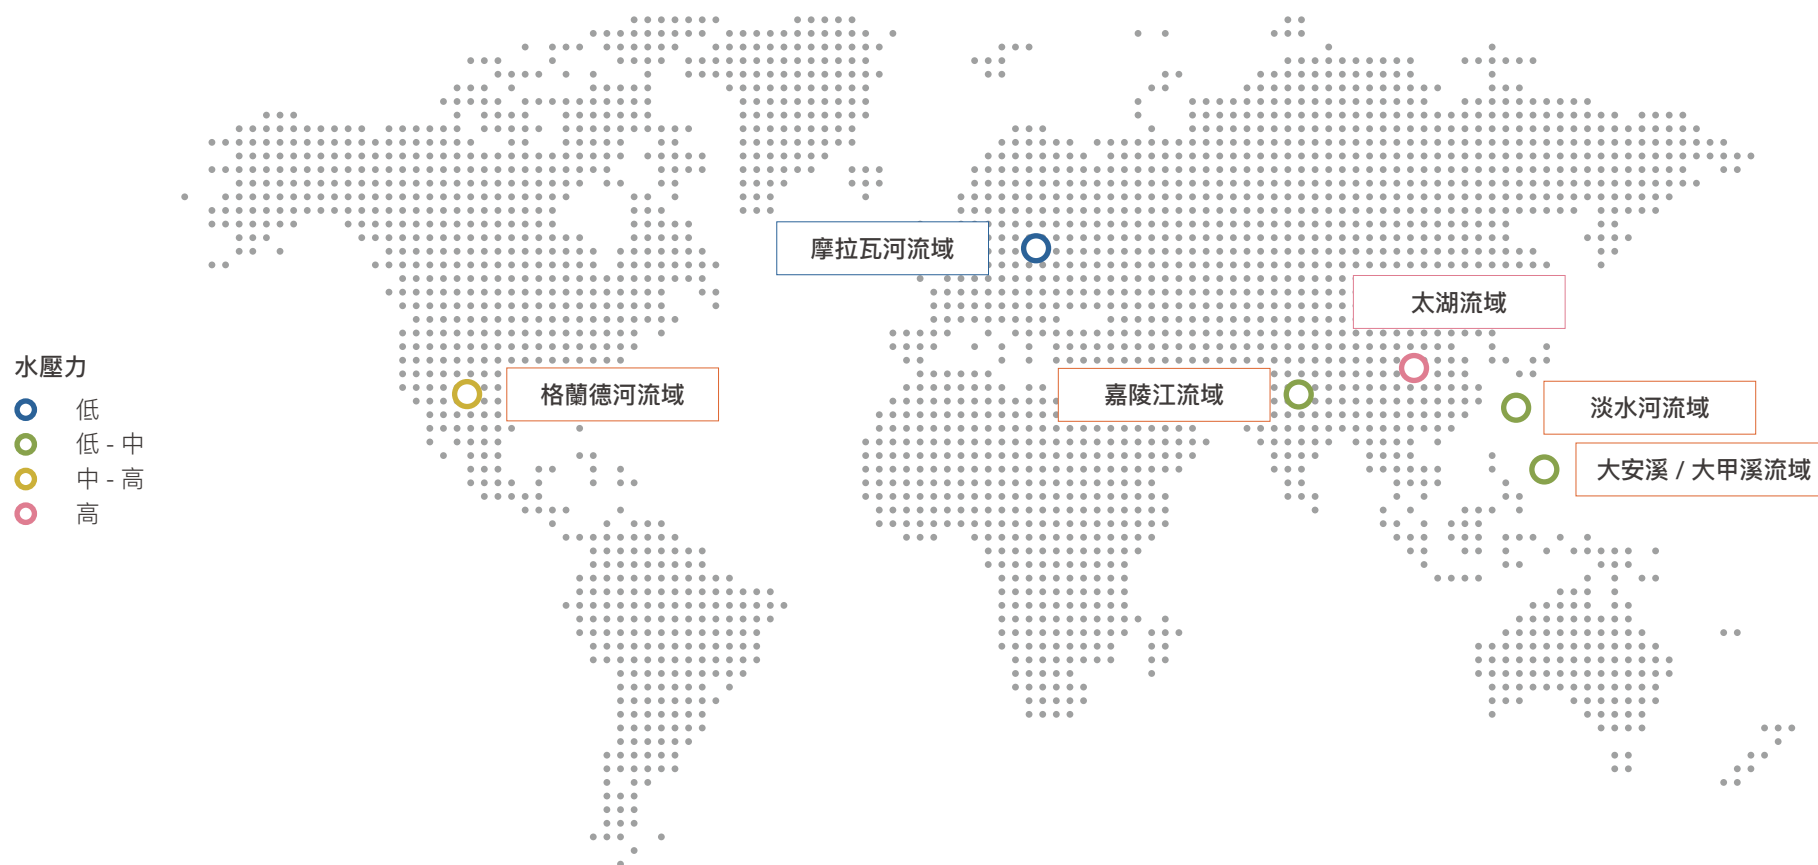 摩拉瓦河流域
太湖流域
水壓力
低
低 - 中
中 - 高
高
格蘭德河流域
嘉陵江流域
淡水河流域
大安溪 / 大甲溪流域